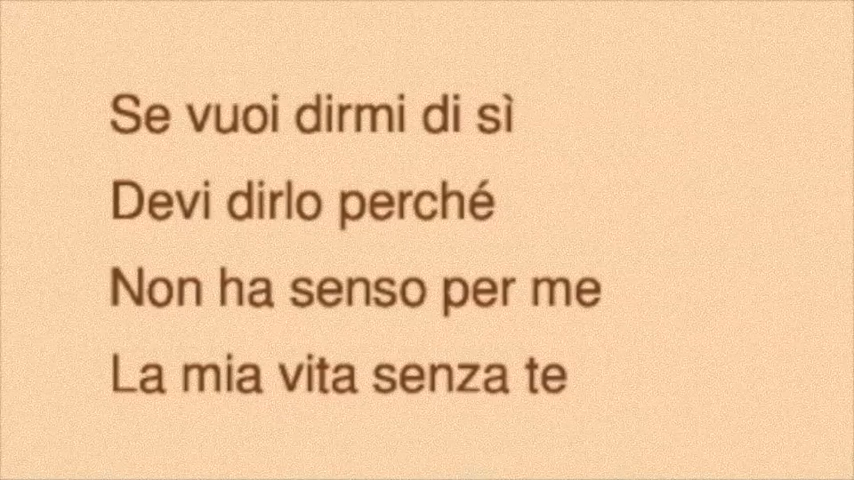 Se vuoi dirmi di sì
Devi dirlo perché
Non ha senso per me
La mia vita senza te